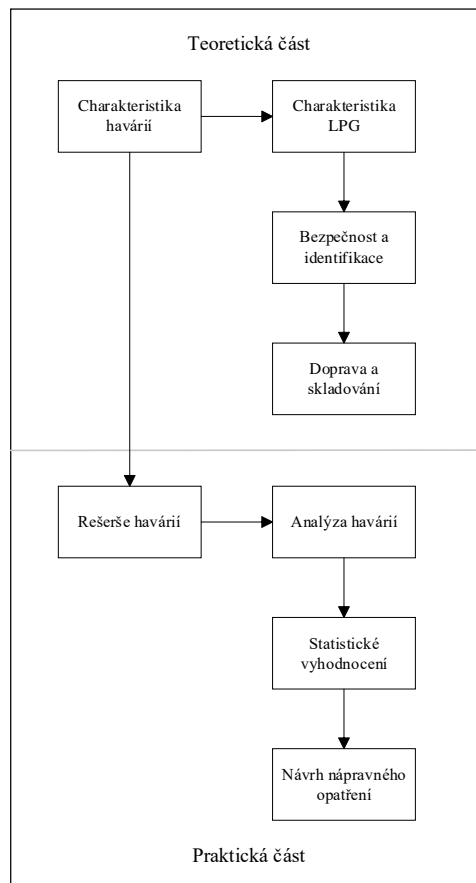 Teoretická část
Charakteristika
havárií
Charakteristika
LPG
Bezpečnost a
identifikace
Doprava a
skladování
Rešerše havárií
Analýza havárií
Statistické
vyhodnocení
Návrh nápravného
opatření
Praktická část